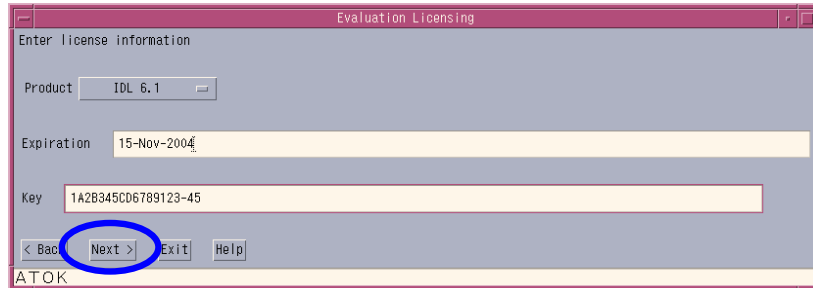 Evaluation Licensing
Enter license information
Product IDL 6.1
Expiration 15-Nov-2004
Key 1A2B345CD6789123-45
< Back Next > Exit Help
ATOK